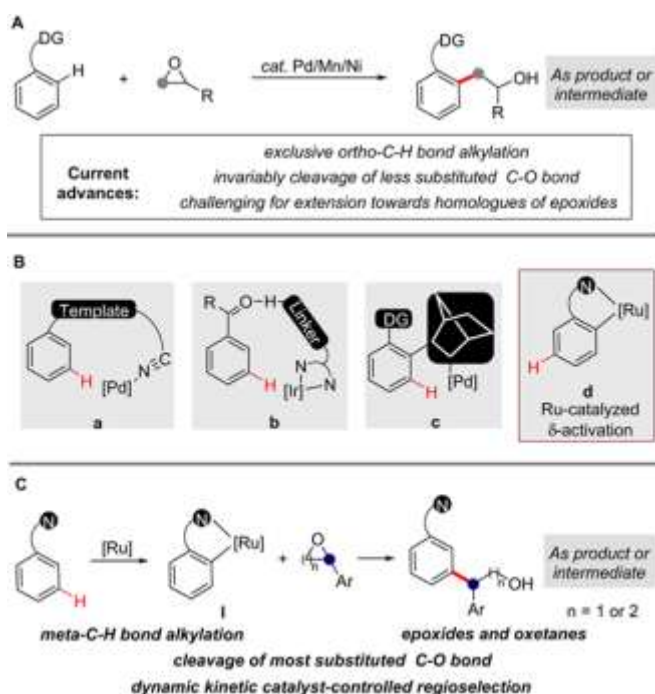 A
DG
H
+
O
R
cat. Pd/Mn/Ni
DG
OH
R
As product or
intermediate
Current
advances:
exclusive ortho-C-H bond alkylation
invariably cleavage of less substituted C-O bond
challenging for extension towards homologues of epoxides
B
Template
H
[Pd]
N
C
a
R
O
H
Linker
H
N
N
[Ir]
b
DG
H
[Pd]
c
N
[Ru]
H
d
Ru-catalyzed
δ-activation
C
N
H
[Ru]
N
[Ru]
I
+
O
( )n
Ar
N
( )n
OH
Ar
As product or
intermediate
n = 1 or 2
meta-C-H bond alkylation
epoxides and oxetanes
cleavage of most substituted C-O bond
dynamic kinetic catalyst-controlled regioselection